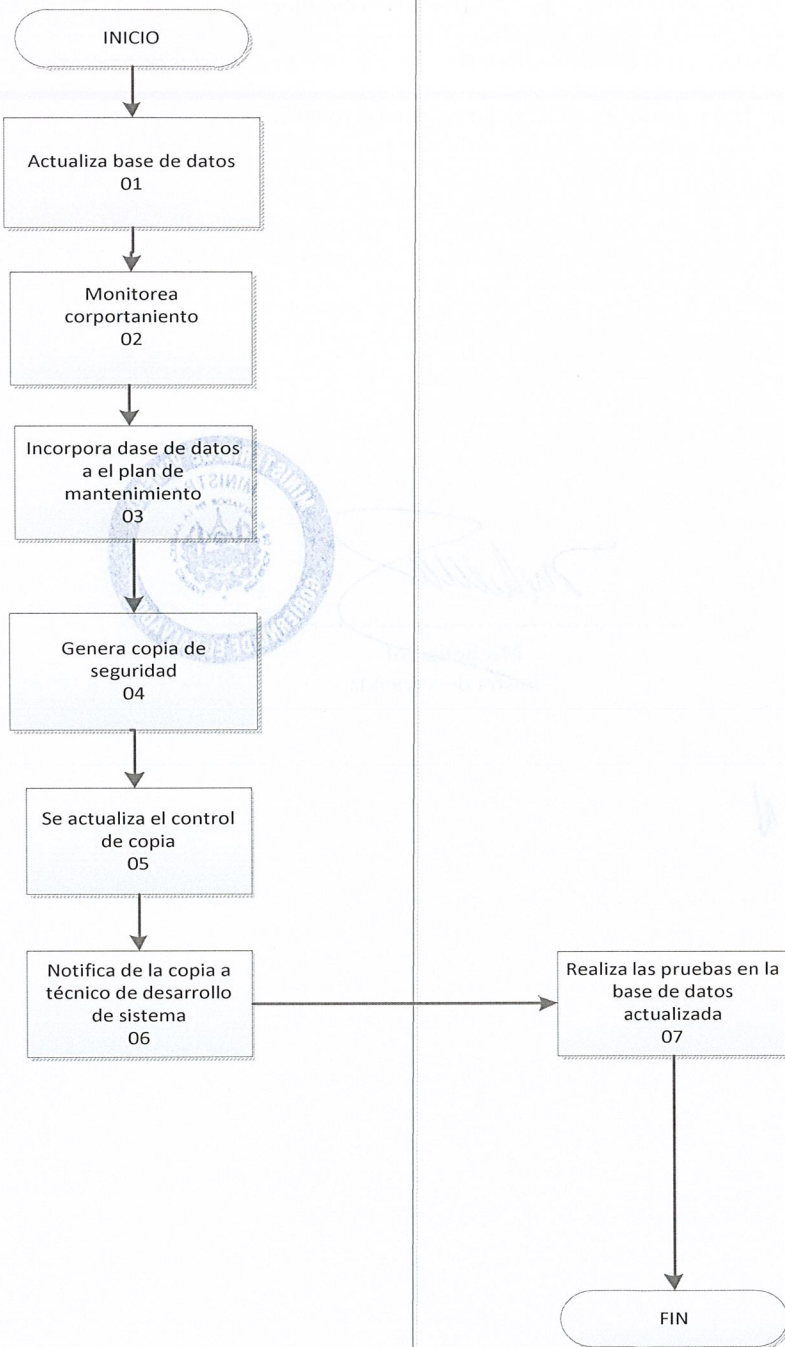 INICIO
Actualiza base de datos
01
Monitorea
corportaniento
02
Incorpora dase de datos
a el plan de
mantenimiento
03
Genera copia de
seguridad
04
Se actualiza el control
de copia
05
Notifica de la copia a
técnico de desarrollo
de sistema
06
Realiza las pruebas en la
base de datos
actualizada
07
FIN